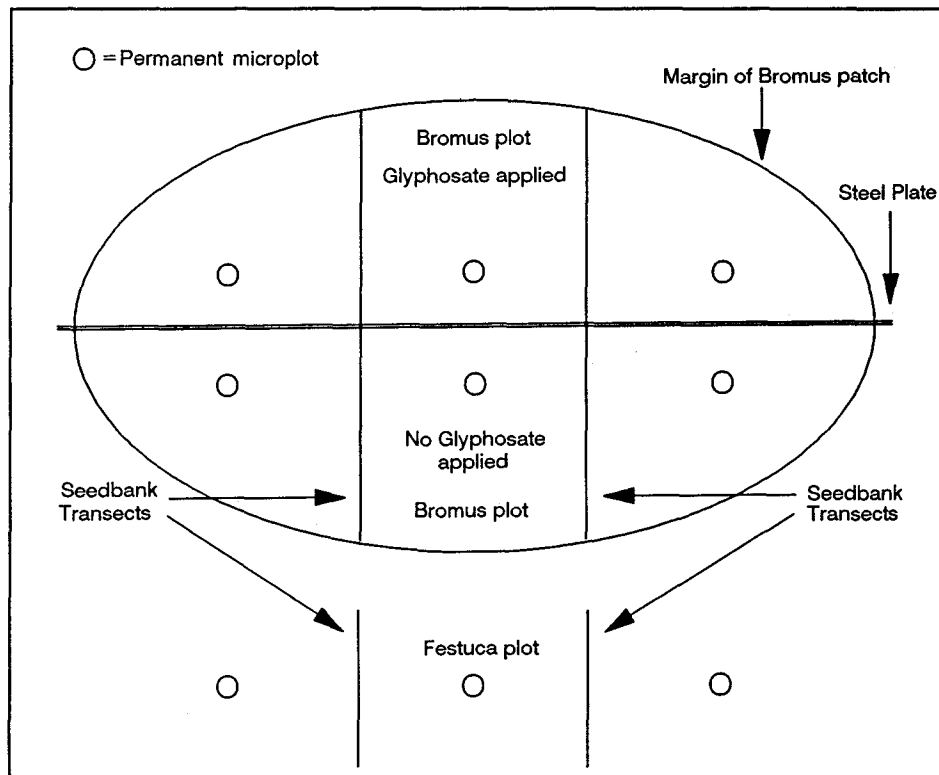 = Permanent microplot
Margin of Bromus patch
Bromus plot
Glyphosate applied
Steel Plate
No Glyphosate
applied
Bromus plot
Seedbank
Transects
Seedbank
Transects
Festuca plot